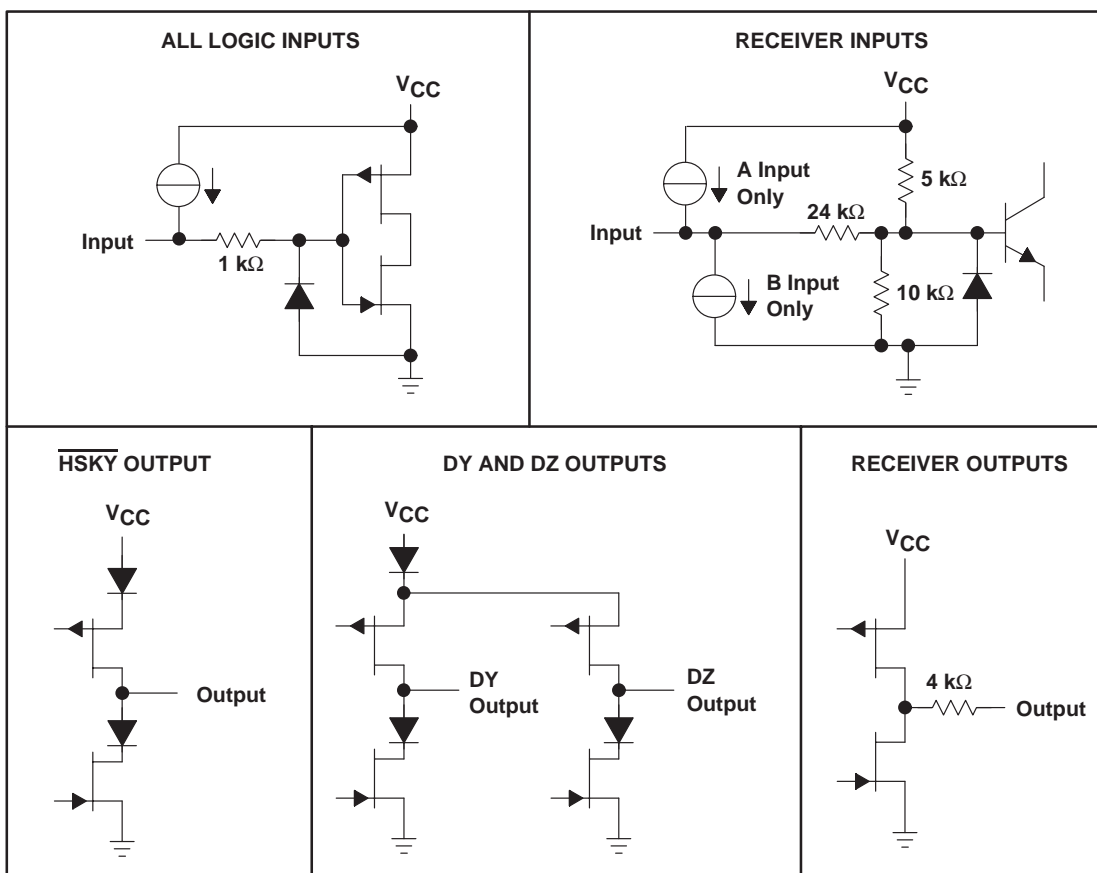 ALL LOGIC INPUTS
VCC
Input
1 kΩ
RECEIVER INPUTS
VCC
A Input
Only
5 kΩ
24 kΩ
Input
B Input
Only
10 kΩ
HSKY OUTPUT
VCC
Output
DY AND DZ OUTPUTS
VCC
DY
Output
DZ
Output
RECEIVER OUTPUTS
VCC
4 kΩ
Output